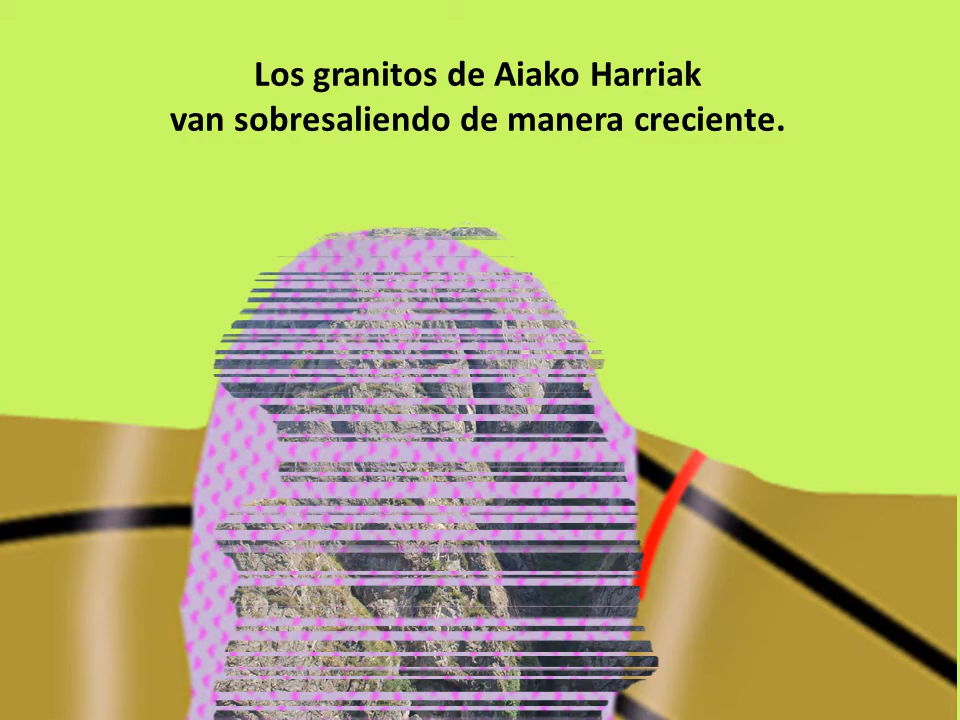 Los granitos de Aiako Harriak
van sobresaliendo de manera creciente.